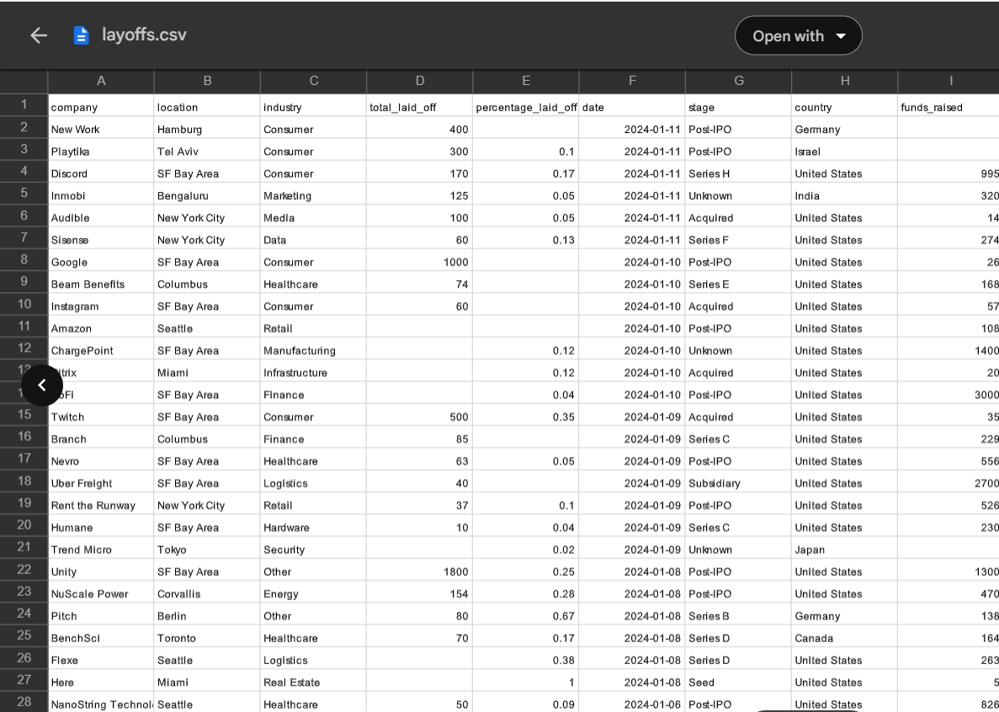 layoffs.csv
Open with
A B C D E F G H I
1 company location industry total_laid_off percentage_laid_off date stage country funds_raised
2 New Work Hamburg Consumer 400 2024-01-11 Post-IPO Germany
3 Playtika Tel Aviv Consumer 300 0.1 2024-01-11 Post-IPO Israel
4 Discord SF Bay Area Consumer 170 0.17 2024-01-11 Series H United States 995
5 Inmobi Bengaluru Marketing 125 0.05 2024-01-11 Unknown India 320
6 Audible New York City Media 100 0.05 2024-01-11 Acquired United States 14
7 Sisense New York City Data 60 0.13 2024-01-11 Series F United States 274
8 Google SF Bay Area Consumer 1000 2024-01-10 Post-IPO United States 26
9 Beam Benefits Columbus Healthcare 74 2024-01-10 Series E United States 168
10 Instagram SF Bay Area Consumer 60 2024-01-10 Acquired United States 57
11 Amazon Seattle Retail 2024-01-10 Post-IPO United States 108
12 ChargePoint SF Bay Area Manufacturing 0.12 2024-01-10 Unknown United States 1400
13 itrix Miami Infrastructure 0.12 2024-01-10 Acquired United States 20
oFi SF Bay Area Finance 0.04 2024-01-10 Post-IPO United States 3000
15 Twitch SF Bay Area Consumer 500 0.35 2024-01-09 Acquired United States 35
16 Branch Columbus Finance 85 2024-01-09 Series C United States 229
17 Nevro SF Bay Area Healthcare 63 0.05 2024-01-09 Post-IPO United States 556
18 Uber Freight SF Bay Area Logistics 40 2024-01-09 Subsidiary United States 2700
19 Rent the Runway New York City Retail 37 0.1 2024-01-09 Post-IPO United States 526
20 Humane SF Bay Area Hardware 10 0.04 2024-01-09 Series C United States 230
21 Trend Micro Tokyo Security 0.02 2024-01-09 Unknown Japan
22 Unity SF Bay Area Other 1800 0.25 2024-01-08 Post-IPO United States 1300
23 NuScale Power Corvallis Energy 154 0.28 2024-01-08 Post-IPO United States 470
24 Pitch Berlin Other 80 0.67 2024-01-08 Series B Germany 138
25 BenchSci Toronto Healthcare 70 0.17 2024-01-08 Series D Canada 164
26 Flexe Seattle Logistics 0.38 2024-01-08 Series D United States 263
27 Here Miami Real Estate 1 2024-01-08 Seed United States 5
28 NanoString Technol Seattle Healthcare 50 0.09 2024-01-06 Post-IPO United States 826